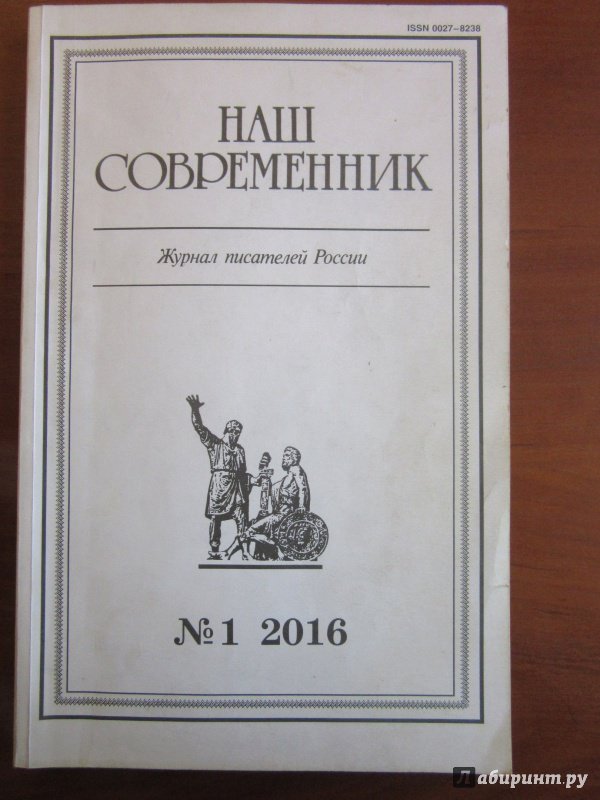 ISSN 0027–8238
НАШ
СОВРЕМЕННИК
Журнал писателей России
№1 2016
Лабиринт.ру